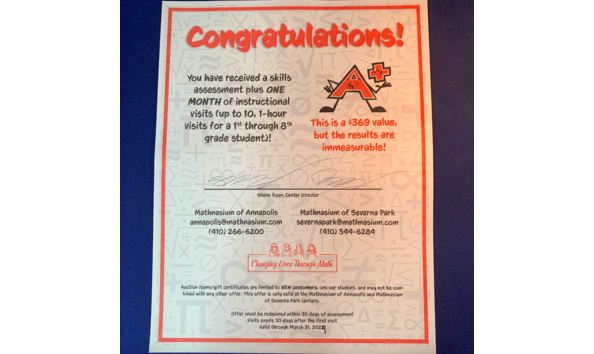 Congratulations!
You have received a skills
assessment plus ONE
MONTH of instructional
visits (up to 10, 1-hour
visits for a 1st through 8th
grade student)!
A+
This is a $369 value,
but the results are
immeasurable!
Shane Ryan, Center Director
Mathnasium of Annapolis
annapolis@mathnasium.com
(410) 266-6200
Mathnasium of Severna Park
severnapark@mathnasium.com
(410) 544-6284
Changing Lives Through Math
Auction items/gift certificates are limited to NEW customers, one per student, and may not be com-
bined with any other offer. This offer is only valid at the Mathnasium of Annapolis and Mathnasium
of Severna Park centers.
Offer must be redeemed within 30 days of assessment
Visits expire 30 days after the first visit
Valid through March 31,